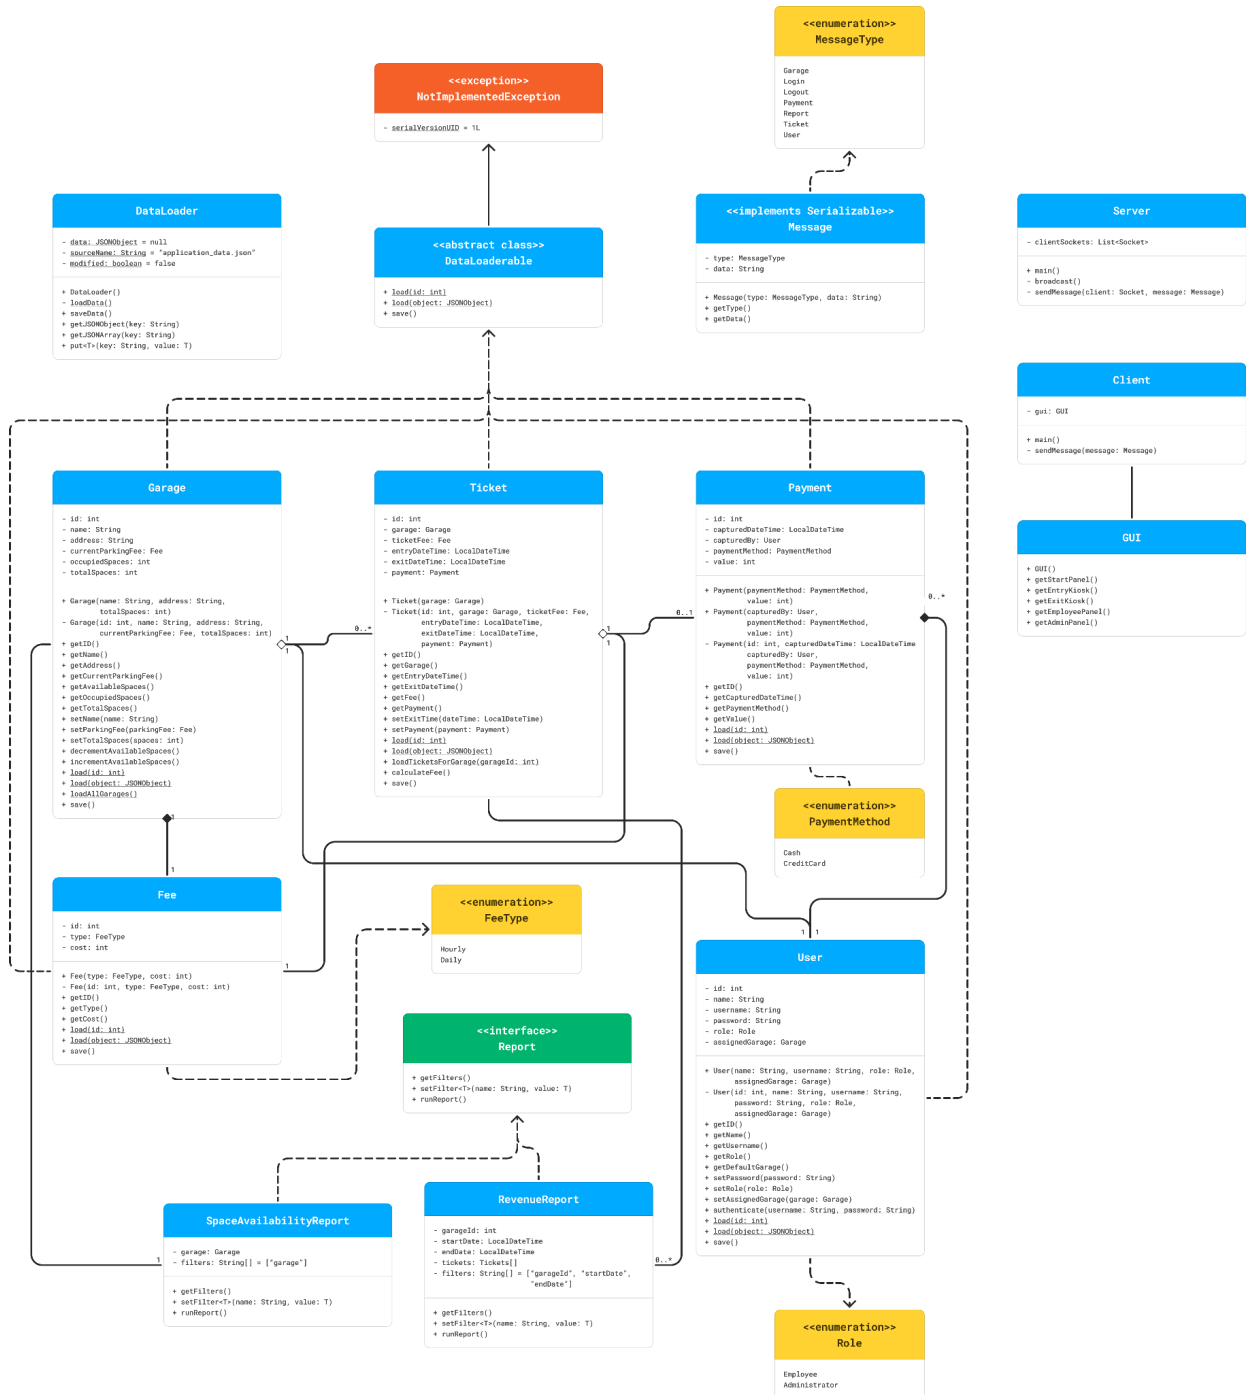 <<enumeration>>
MessageType
Garage
Login
Logout
Payment
Report
Ticket
User
<<exception>>
NotImplementedException
- serialVersionUID = 1L
DataLoader
- data: JSONObject = null
- sourceName: String = "application_data.json"
- modified: boolean = false
+ DataLoader()
- loadData()
+ saveData()
+ getJSONObject(key: String)
+ getJSONArray(key: String)
+ put<T>(key: String, value: T)
<<abstract class>>
DataLoaderable
+ load(id: int)
+ load(object: JSONObject)
+ save()
<<implements Serializable>>
Message
- type: MessageType
- data: String
+ Message(type: MessageType, data: String)
+ getType()
+ getData()
Server
- clientSockets: List<Socket>
+ main()
- broadcast()
- sendMessage(client: Socket, message: Message)
Client
- gui: GUI
+ main()
- sendMessage(message: Message)
GUI
+ GUI()
+ getStartPanel()
+ getEntryKiosk()
+ getExitKiosk()
+ getEmployeePanel()
+ getAdminPanel()
Garage
- id: int
- name: String
- address: String
- currentParkingFee: Fee
- occupiedSpaces: int
- totalSpaces: int
+ Garage(name: String, address: String,
totalSpaces: int)
- Garage(id: int, name: String, address: String,
currentParkingFee: Fee, totalSpaces: int)
+ getID()
+ getName()
+ getAddress()
+ getCurrentParkingFee()
+ getAvailableSpaces()
+ getOccupiedSpaces()
+ getTotalSpaces()
+ setName(name: String)
+ setParkingFee(parkingFee: Fee)
+ setTotalSpaces(spaces: int)
+ decrementAvailableSpaces()
+ incrementAvailableSpaces()
+ load(id: int)
+ load(object: JSONObject)
+ loadAllGarages()
+ save()
1
1
0..*
1
1
Ticket
- id: int
- garage: Garage
- ticketFee: Fee
- entryDateTime: LocalDateTime
- exitDateTime: LocalDateTime
- payment: Payment
+ Ticket(garage: Garage)
- Ticket(id: int, garage: Garage, ticketFee: Fee,
entryDateTime: LocalDateTime,
exitDateTime: LocalDateTime,
payment: Payment)
+ getID()
+ getGarage()
+ getEntryDateTime()
+ getExitDateTime()
+ getFee()
+ getPayment()
+ setExitTime(dateTime: LocalDateTime)
+ setPayment(payment: Payment)
+ load(id: int)
+ load(object: JSONObject)
+ loadTicketsForGarage(garageId: int)
+ calculateFee()
+ save()
1
1
0..1
Payment
- id: int
- capturedDateTime: LocalDateTime
- capturedBy: User
- paymentMethod: PaymentMethod
- value: int
+ Payment(paymentMethod: PaymentMethod,
value: int)
+ Payment(capturedBy: User,
paymentMethod: PaymentMethod,
value: int)
- Payment(id: int, capturedDateTime: LocalDateTime
capturedBy: User,
paymentMethod: PaymentMethod,
value: int)
+ getID()
+ getCapturedDateTime()
+ getPaymentMethod()
+ getValue()
+ load(id: int)
+ load(object: JSONObject)
+ save()
0..*
<<enumeration>>
PaymentMethod
Cash
CreditCard
Fee
- id: int
- type: FeeType
- cost: int
+ Fee(type: FeeType, cost: int)
- Fee(id: int, type: FeeType, cost: int)
+ getID()
+ getType()
+ getCost()
+ load(id: int)
+ load(object: JSONObject)
+ save()
1
<<enumeration>>
FeeType
Hourly
Daily
<<interface>>
Report
+ getFilters()
+ setFilter<T>(name: String, value: T)
+ runReport()
1
1
User
- id: int
- name: String
- username: String
- password: String
- role: Role
- assignedGarage: Garage
+ User(name: String, username: String, role: Role,
assignedGarage: Garage)
- User(id: int, name: String, username: String,
password: String, role: Role,
assignedGarage: Garage)
+ getID()
+ getName()
+ getUsername()
+ getRole()
+ getDefaultGarage()
+ setPassword(password: String)
+ setRole(role: Role)
+ setAssignedGarage(garage: Garage)
+ authenticate(username: String, password: String)
+ load(id: int)
+ load(object: JSONObject)
+ save()
SpaceAvailabilityReport
- garage: Garage
- filters: String[] = ["garage"]
+ getFilters()
+ setFilter<T>(name: String, value: T)
+ runReport()
1
RevenueReport
- garageId: int
- startDate: LocalDateTime
- endDate: LocalDateTime
- tickets: Tickets[]
- filters: String[] = ["garageId", "startDate",
"endDate"]
+ getFilters()
+ setFilter<T>(name: String, value: T)
+ runReport()
0..*
<<enumeration>>
Role
Employee
Administrator